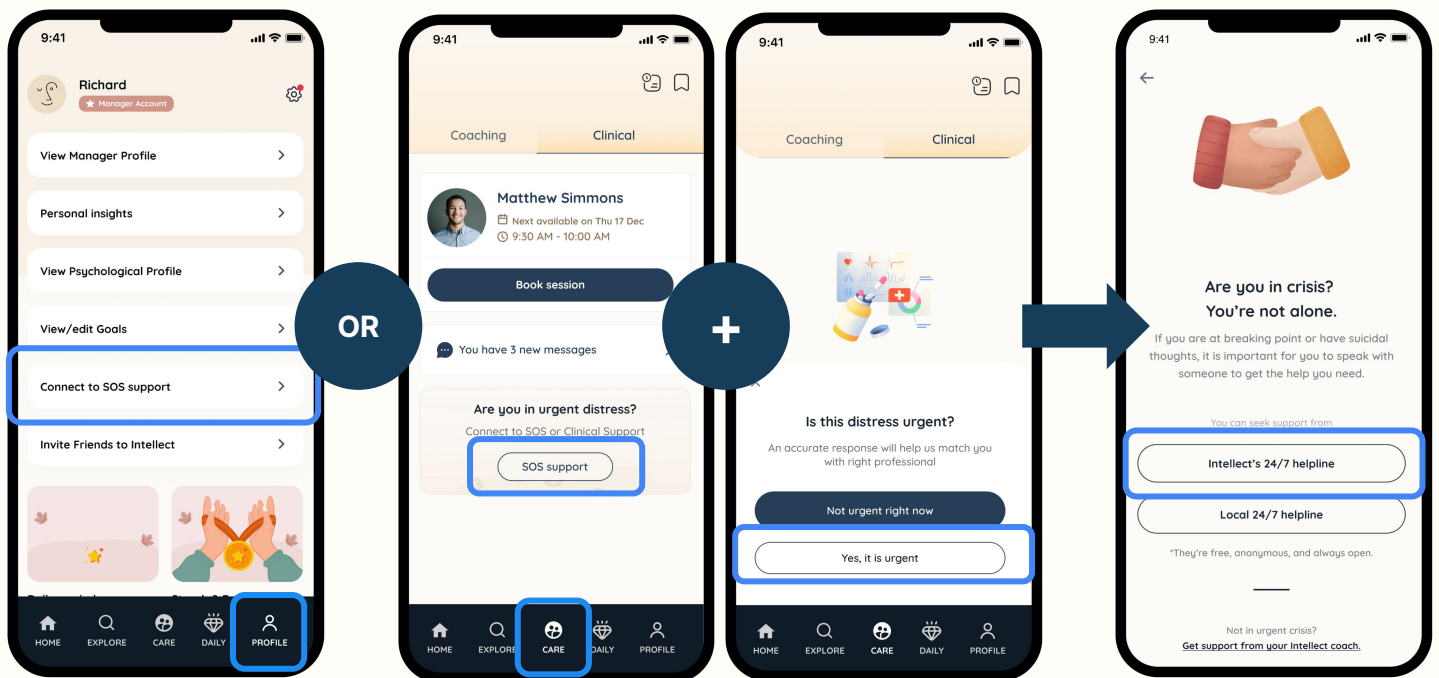 9:41
Richard
Manager Account
View Manager Profile
Personal insights
View Psychological Profile
View/edit Goals
Connect to SOS support
Invite Friends to Intellect
HOME EXPLORE CARE DAILY PROFILE
OR
9:41
Coaching Clinical
Matthew Simmons
Next available on Thu 17 Dec
9:30 AM - 10:00 AM
Book session
You have 3 new messages
Are you in urgent distress?
Connect to SOS or Clinical Support
SOS support
HOME EXPLORE CARE DAILY PROFILE
+
9:41
Coaching Clinical
Is this distress urgent?
An accurate response will help us match you
with right professional
Not urgent right now
Yes, it is urgent
HOME EXPLORE CARE DAILY PROFILE
9:41
Are you in crisis?
You're not alone.
If you are at breaking point or have suicidal
thoughts, it is important for you to speak with
someone to get the help you need.
You can seek support from
Intellect's 24/7 helpline
Local 24/7 helpline
*They're free, anonymous, and always open.
Not in urgent crisis?
Get support from your Intellect coach.